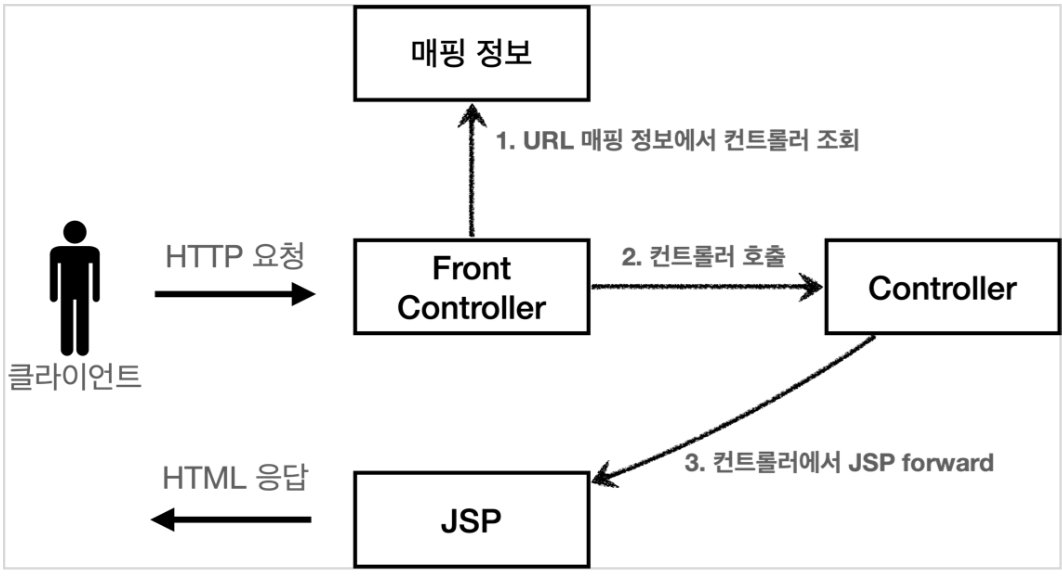 매핑 정보
1. URL 매핑 정보에서 컨트롤러 조회
HTTP 요청
Front
Controller
2. 컨트롤러 호출
Controller
클라이언트
3. 컨트롤러에서 JSP forward
HTML 응답
JSP